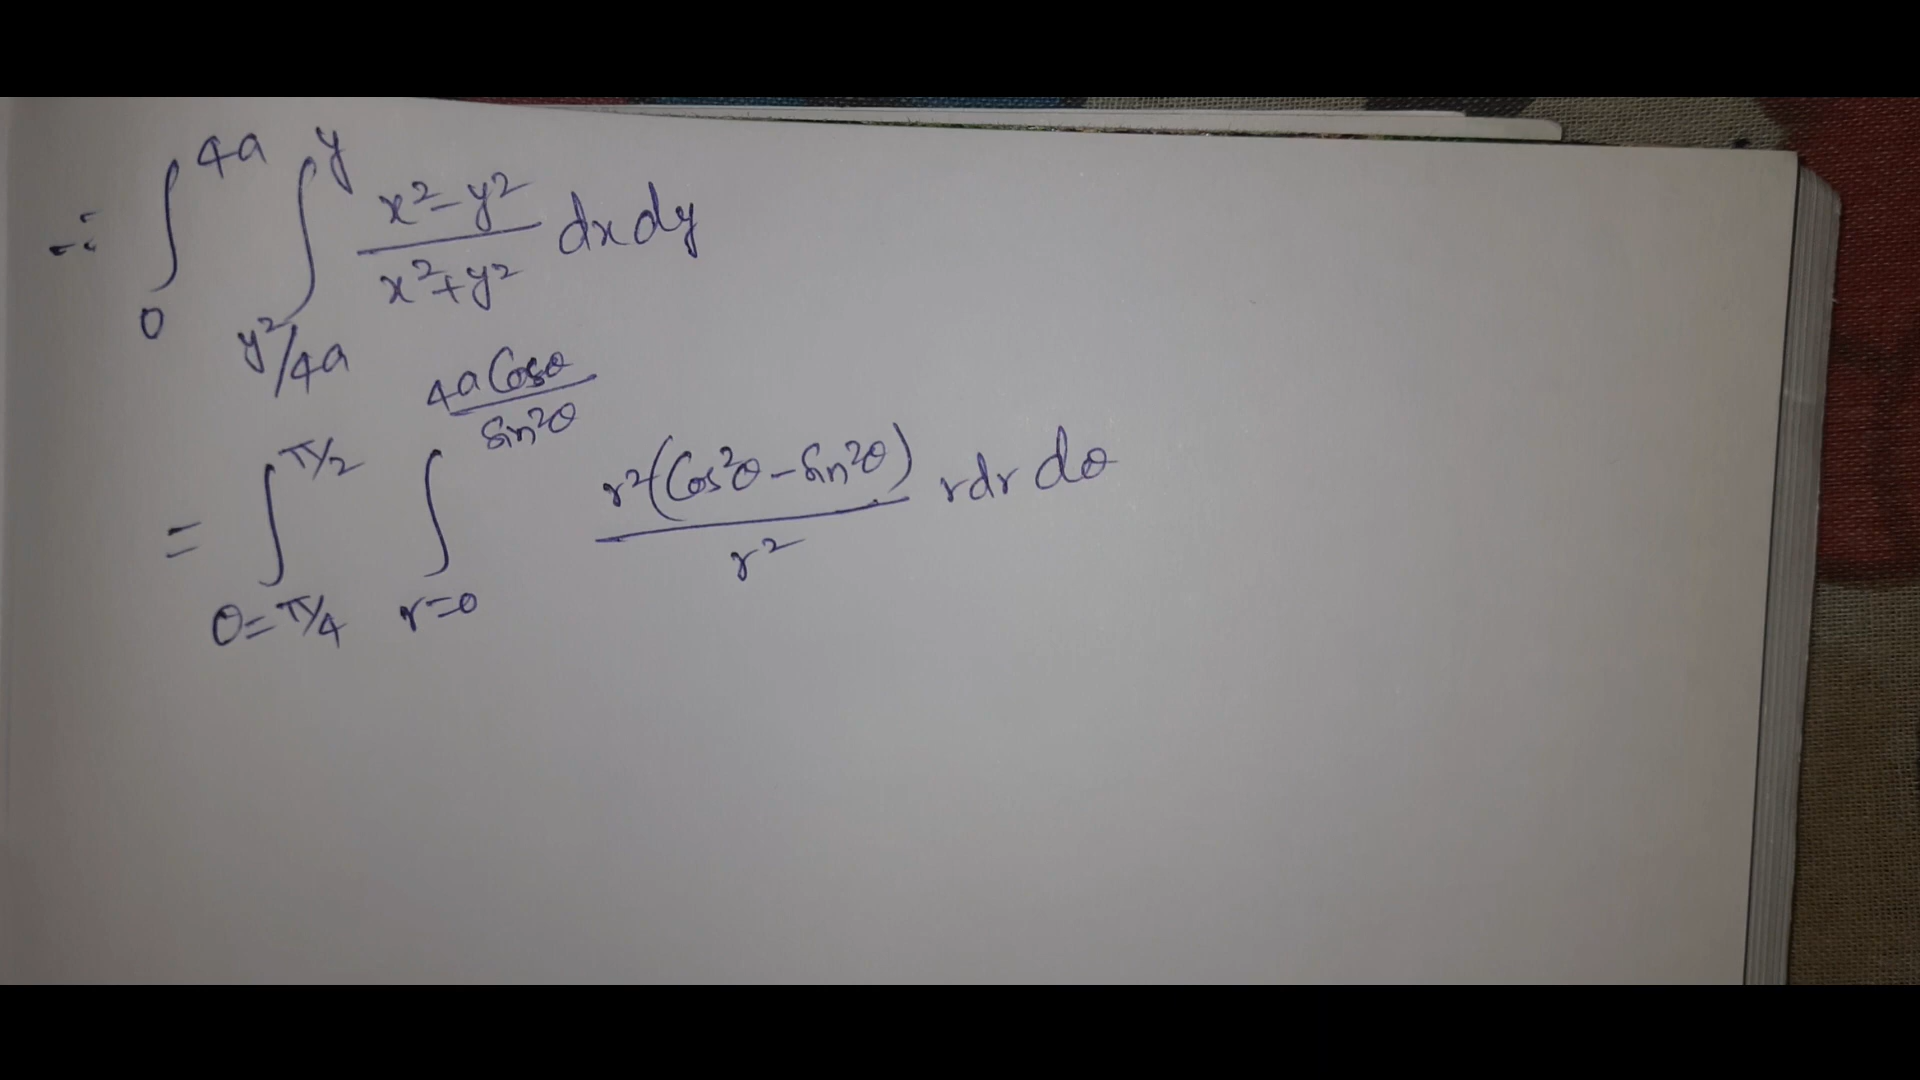 ∴ ∫₀^{4a} ∫_{y²/4a}^{y} (x²-y²)/(x²+y²) dx dy
= ∫_{θ=π/4}^{π/2} ∫_{r=0}^{4a Cosθ/Sin²θ} r²(Cos²θ - Sin²θ)/r² r dr dθ